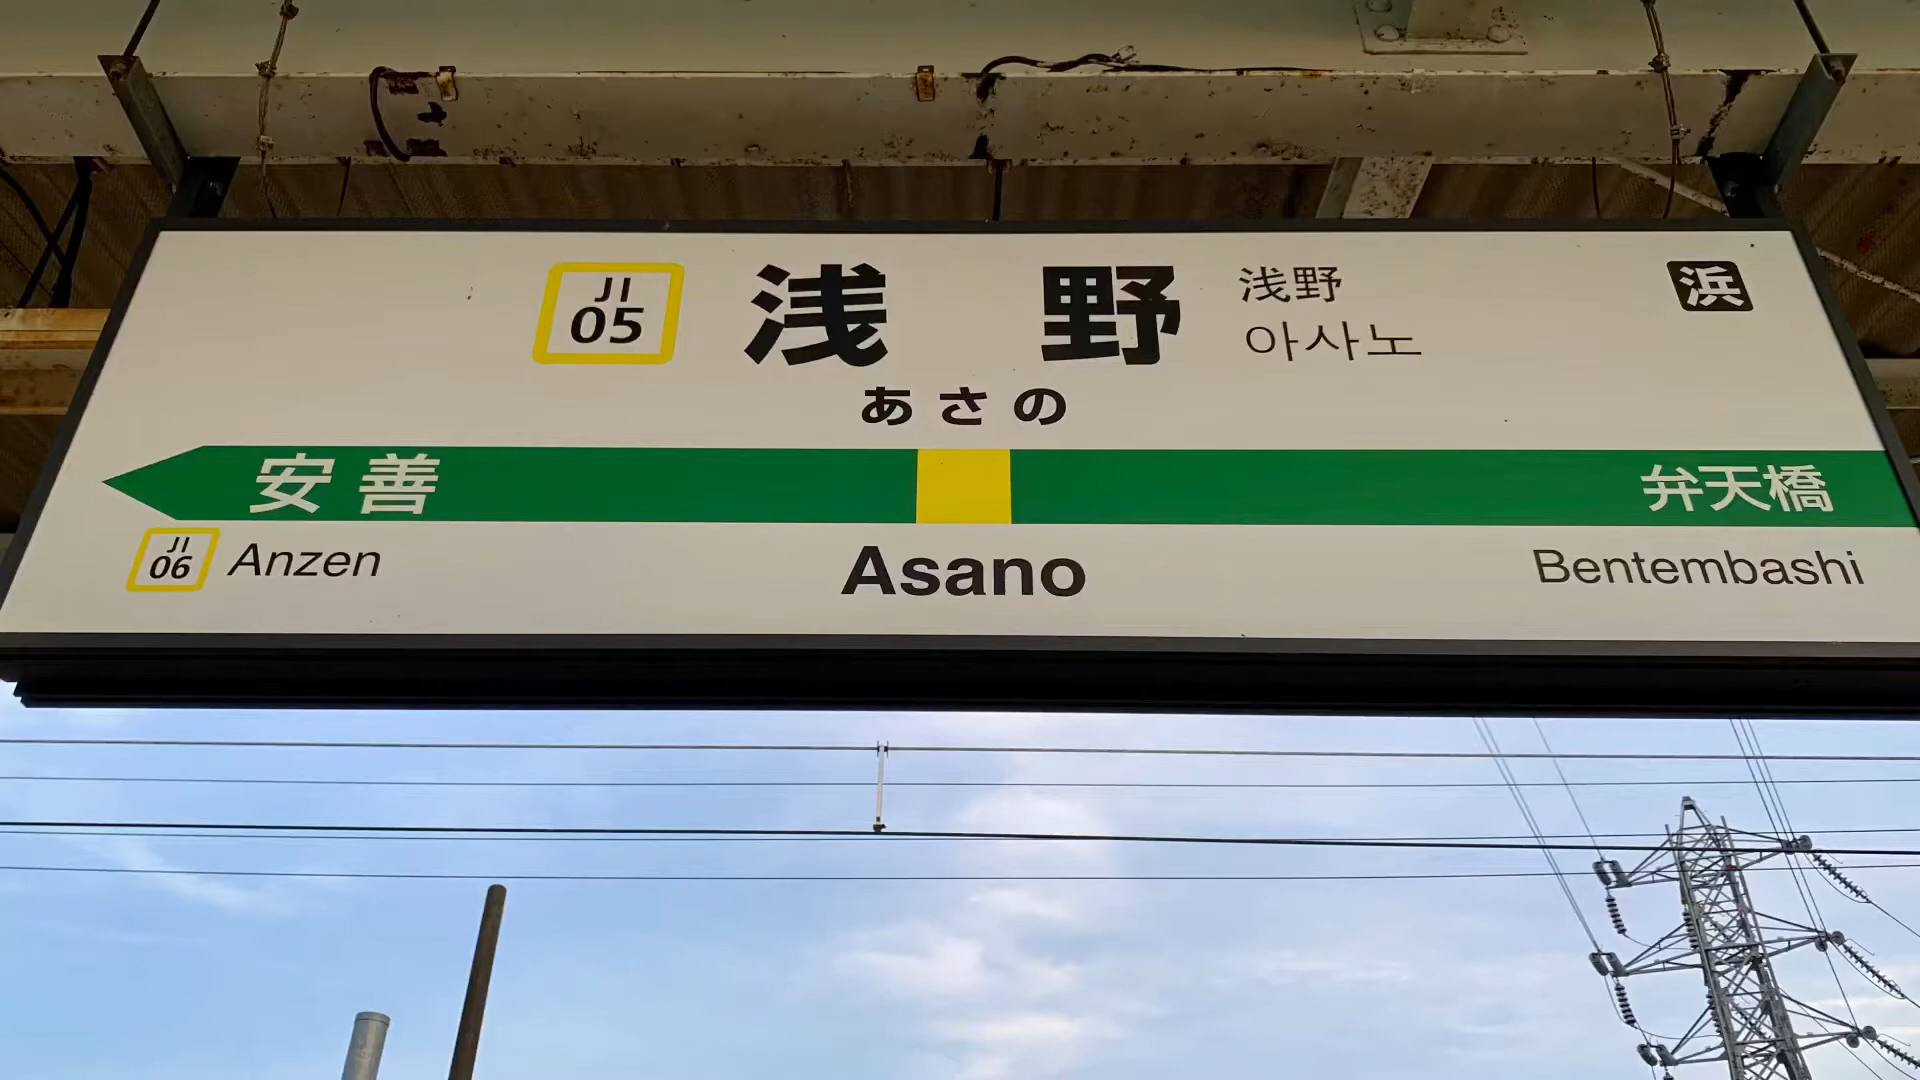 JI
05
浅野
浅野
아사노
浜
あさの
安善
弁天橋
JI
06
Anzen
Asano
Bentembashi